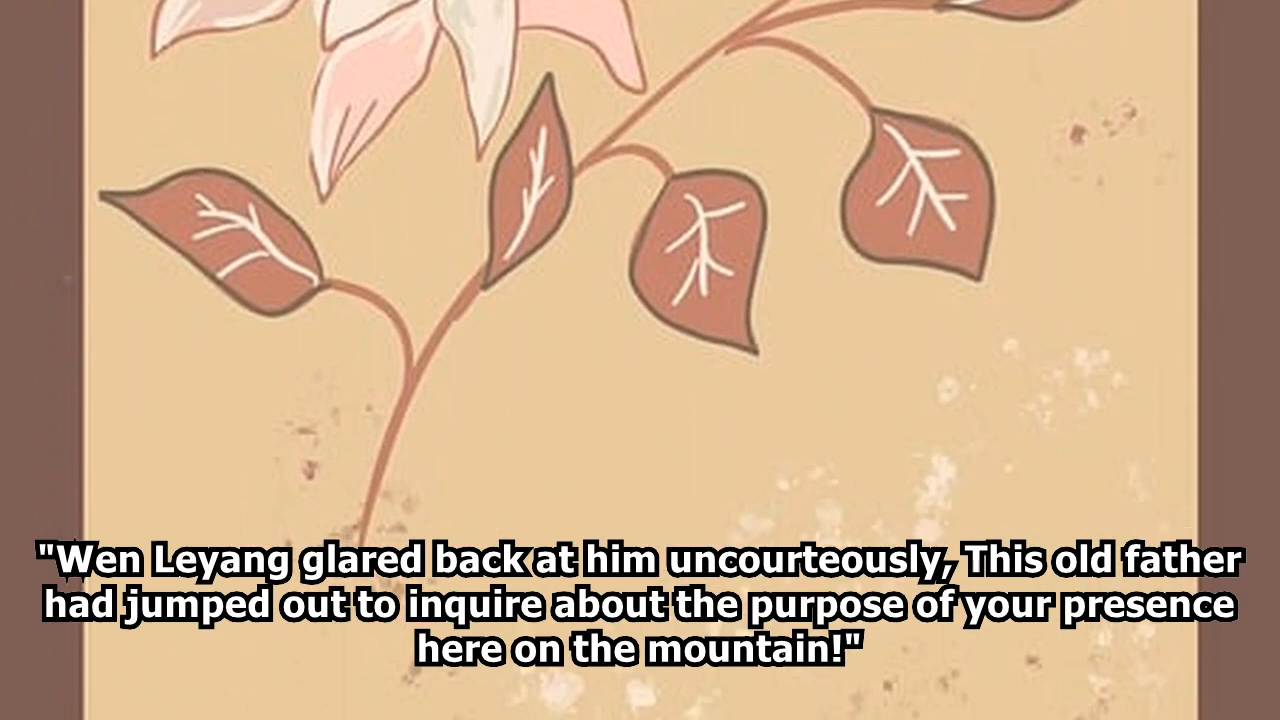 "Wen Leyang glared back at him uncourteously, This old father
had jumped out to inquire about the purpose of your presence
here on the mountain!"